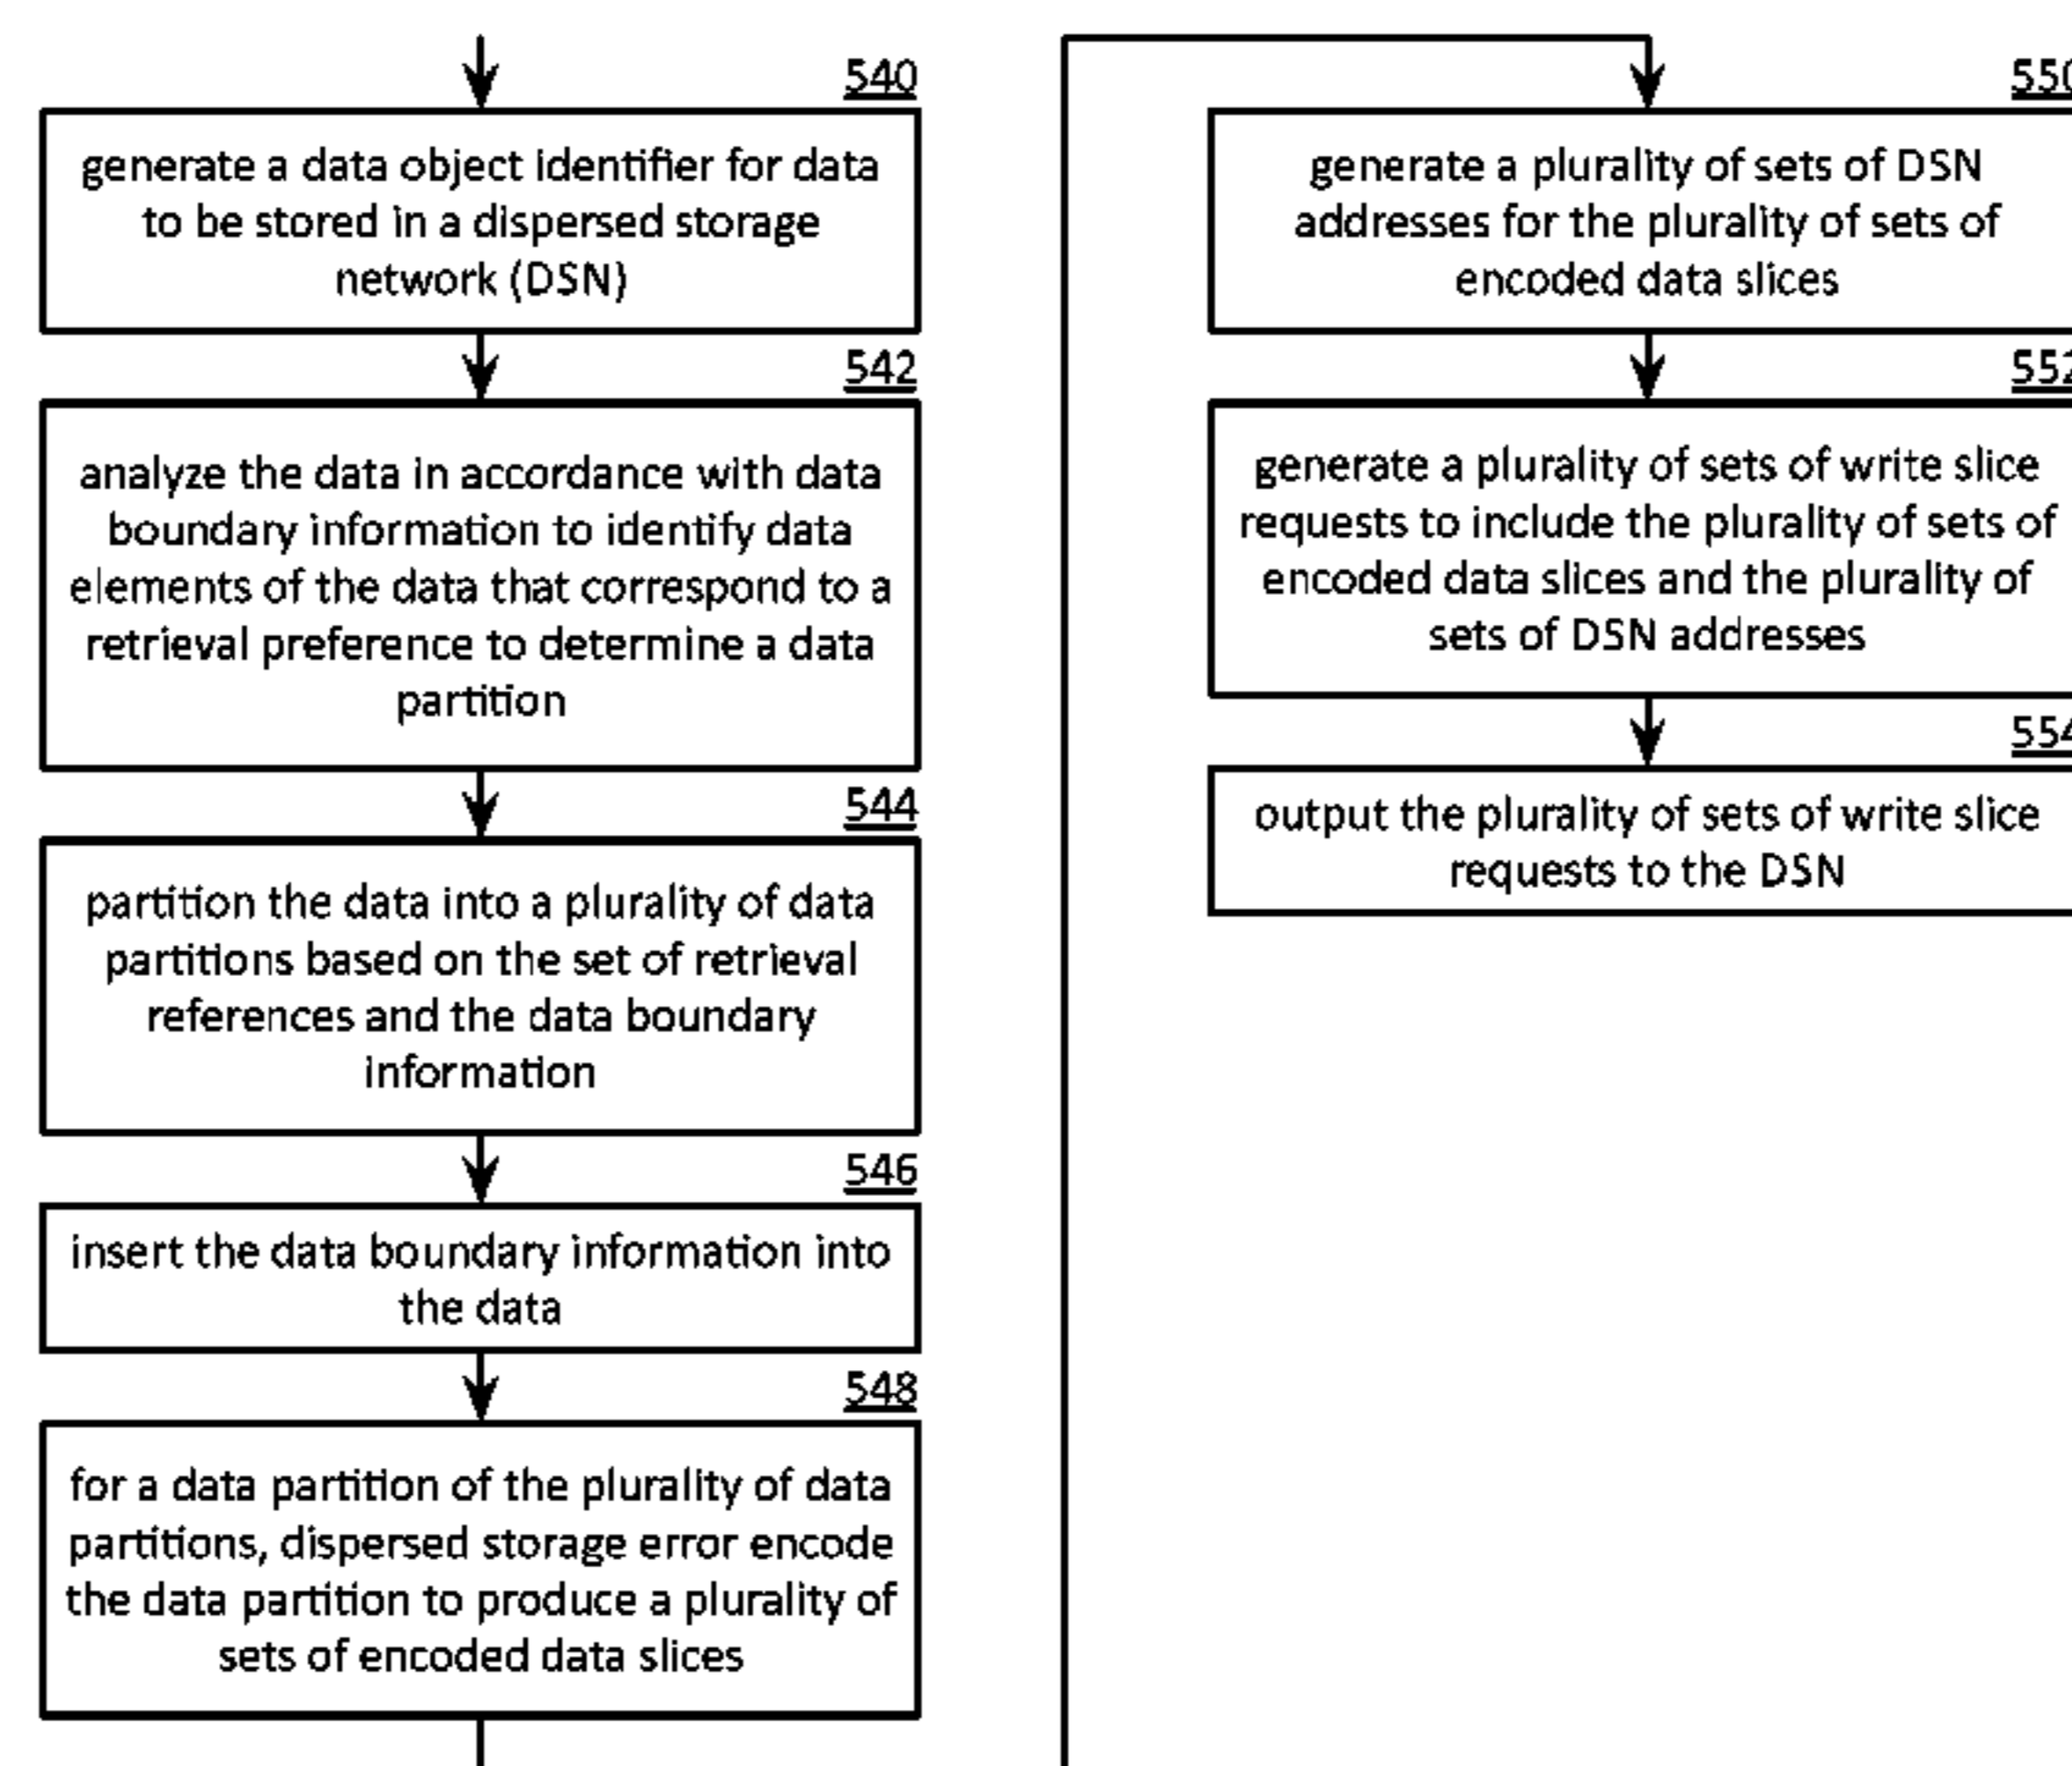 540
generate a data object identifier for data
to be stored in a dispersed storage
network (DSN)
542
analyze the data in accordance with data
boundary information to identify data
elements of the data that correspond to a
retrieval preference to determine a data
partition
544
partition the data into a plurality of data
partitions based on the set of retrieval
references and the data boundary
information
546
insert the data boundary information into
the data
548
for a data partition of the plurality of data
partitions, dispersed storage error encode
the data partition to produce a plurality of
sets of encoded data slices
550
generate a plurality of sets of DSN
addresses for the plurality of sets of
encoded data slices
552
generate a plurality of sets of write slice
requests to include the plurality of sets of
encoded data slices and the plurality of
sets of DSN addresses
554
output the plurality of sets of write slice
requests to the DSN